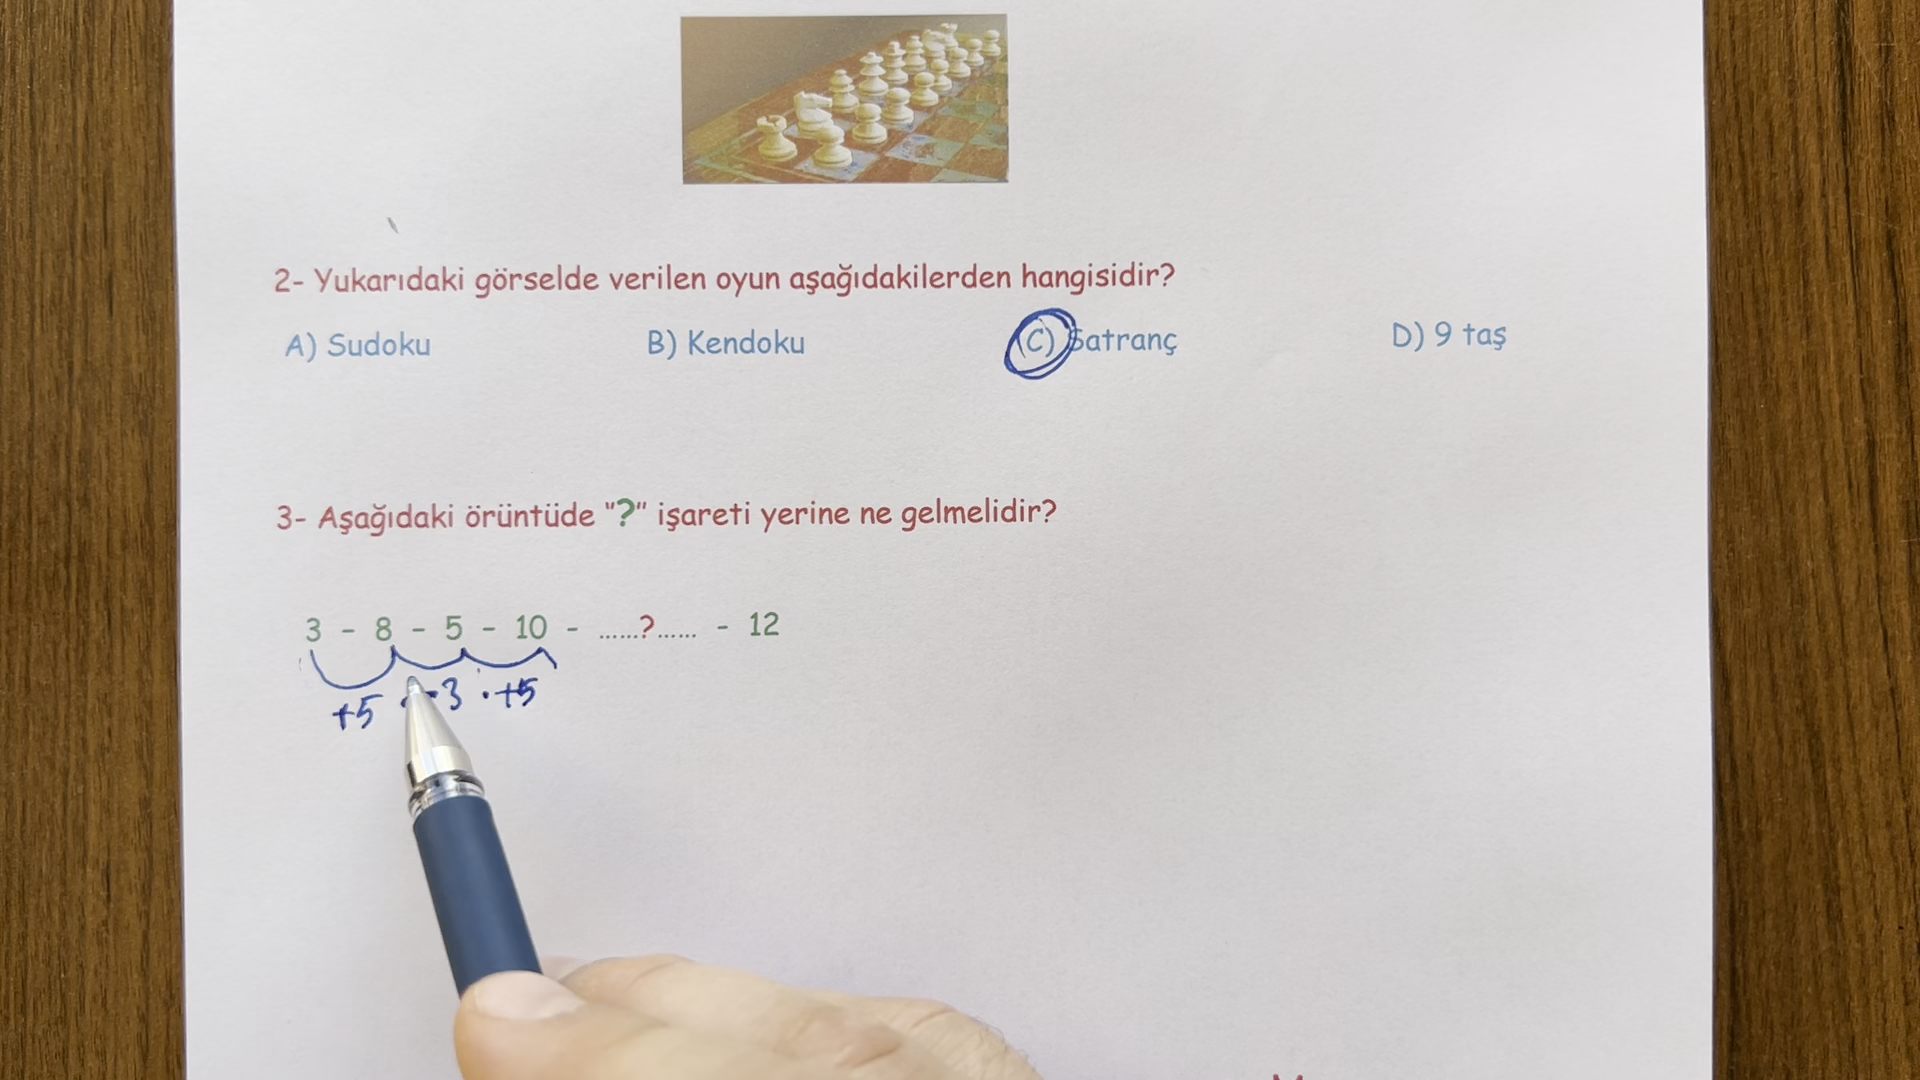 2- Yukarıdaki görselde verilen oyun aşağıdakilerden hangisidir?
A) Sudoku B) Kendoku C) Satranç D) 9 taş
3- Aşağıdaki örüntüde "?" işareti yerine ne gelmelidir?
3 - 8 - 5 - 10 - ......?...... - 12
+5 -3 +5